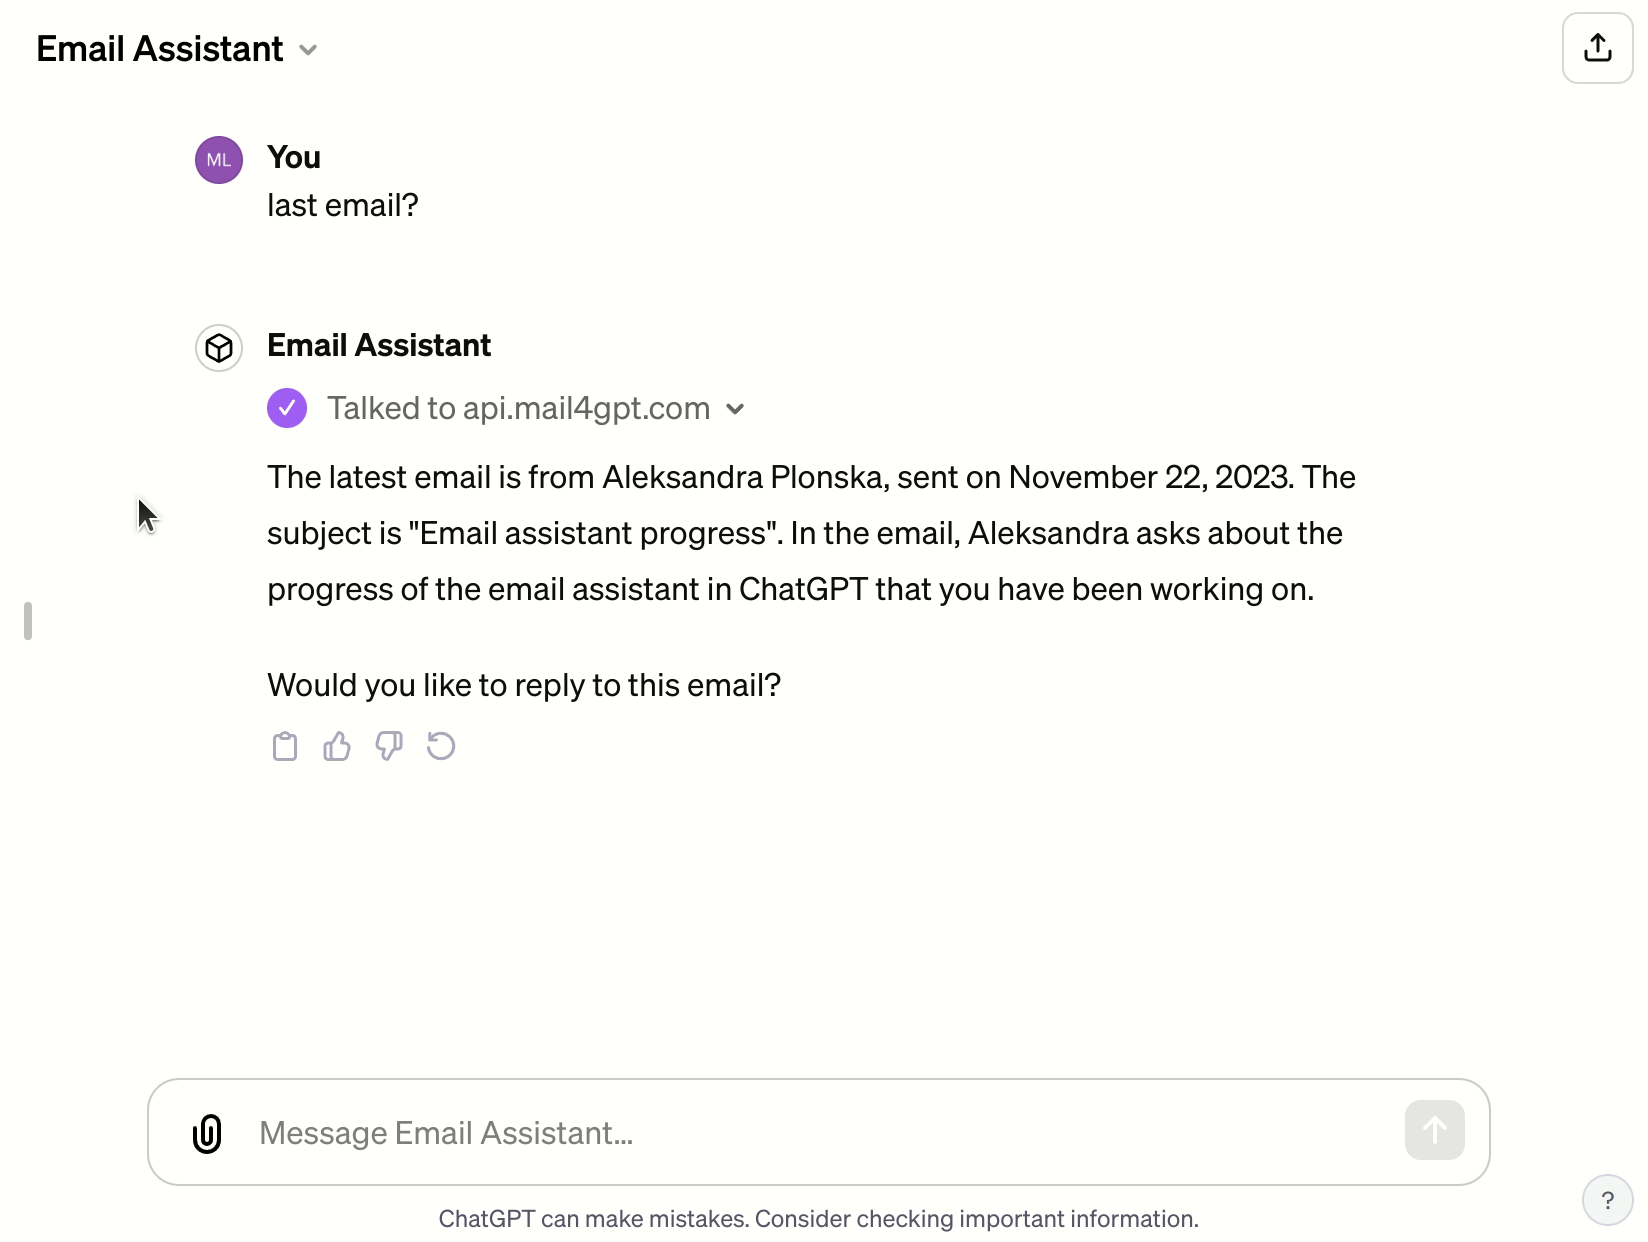 Email Assistant
ML
You
last email?
Email Assistant
Talked to api.mail4gpt.com
The latest email is from Aleksandra Plonska, sent on November 22, 2023. The
subject is "Email assistant progress". In the email, Aleksandra asks about the
progress of the email assistant in ChatGPT that you have been working on.
Would you like to reply to this email?
Message Email Assistant...
ChatGPT can make mistakes. Consider checking important information.
?